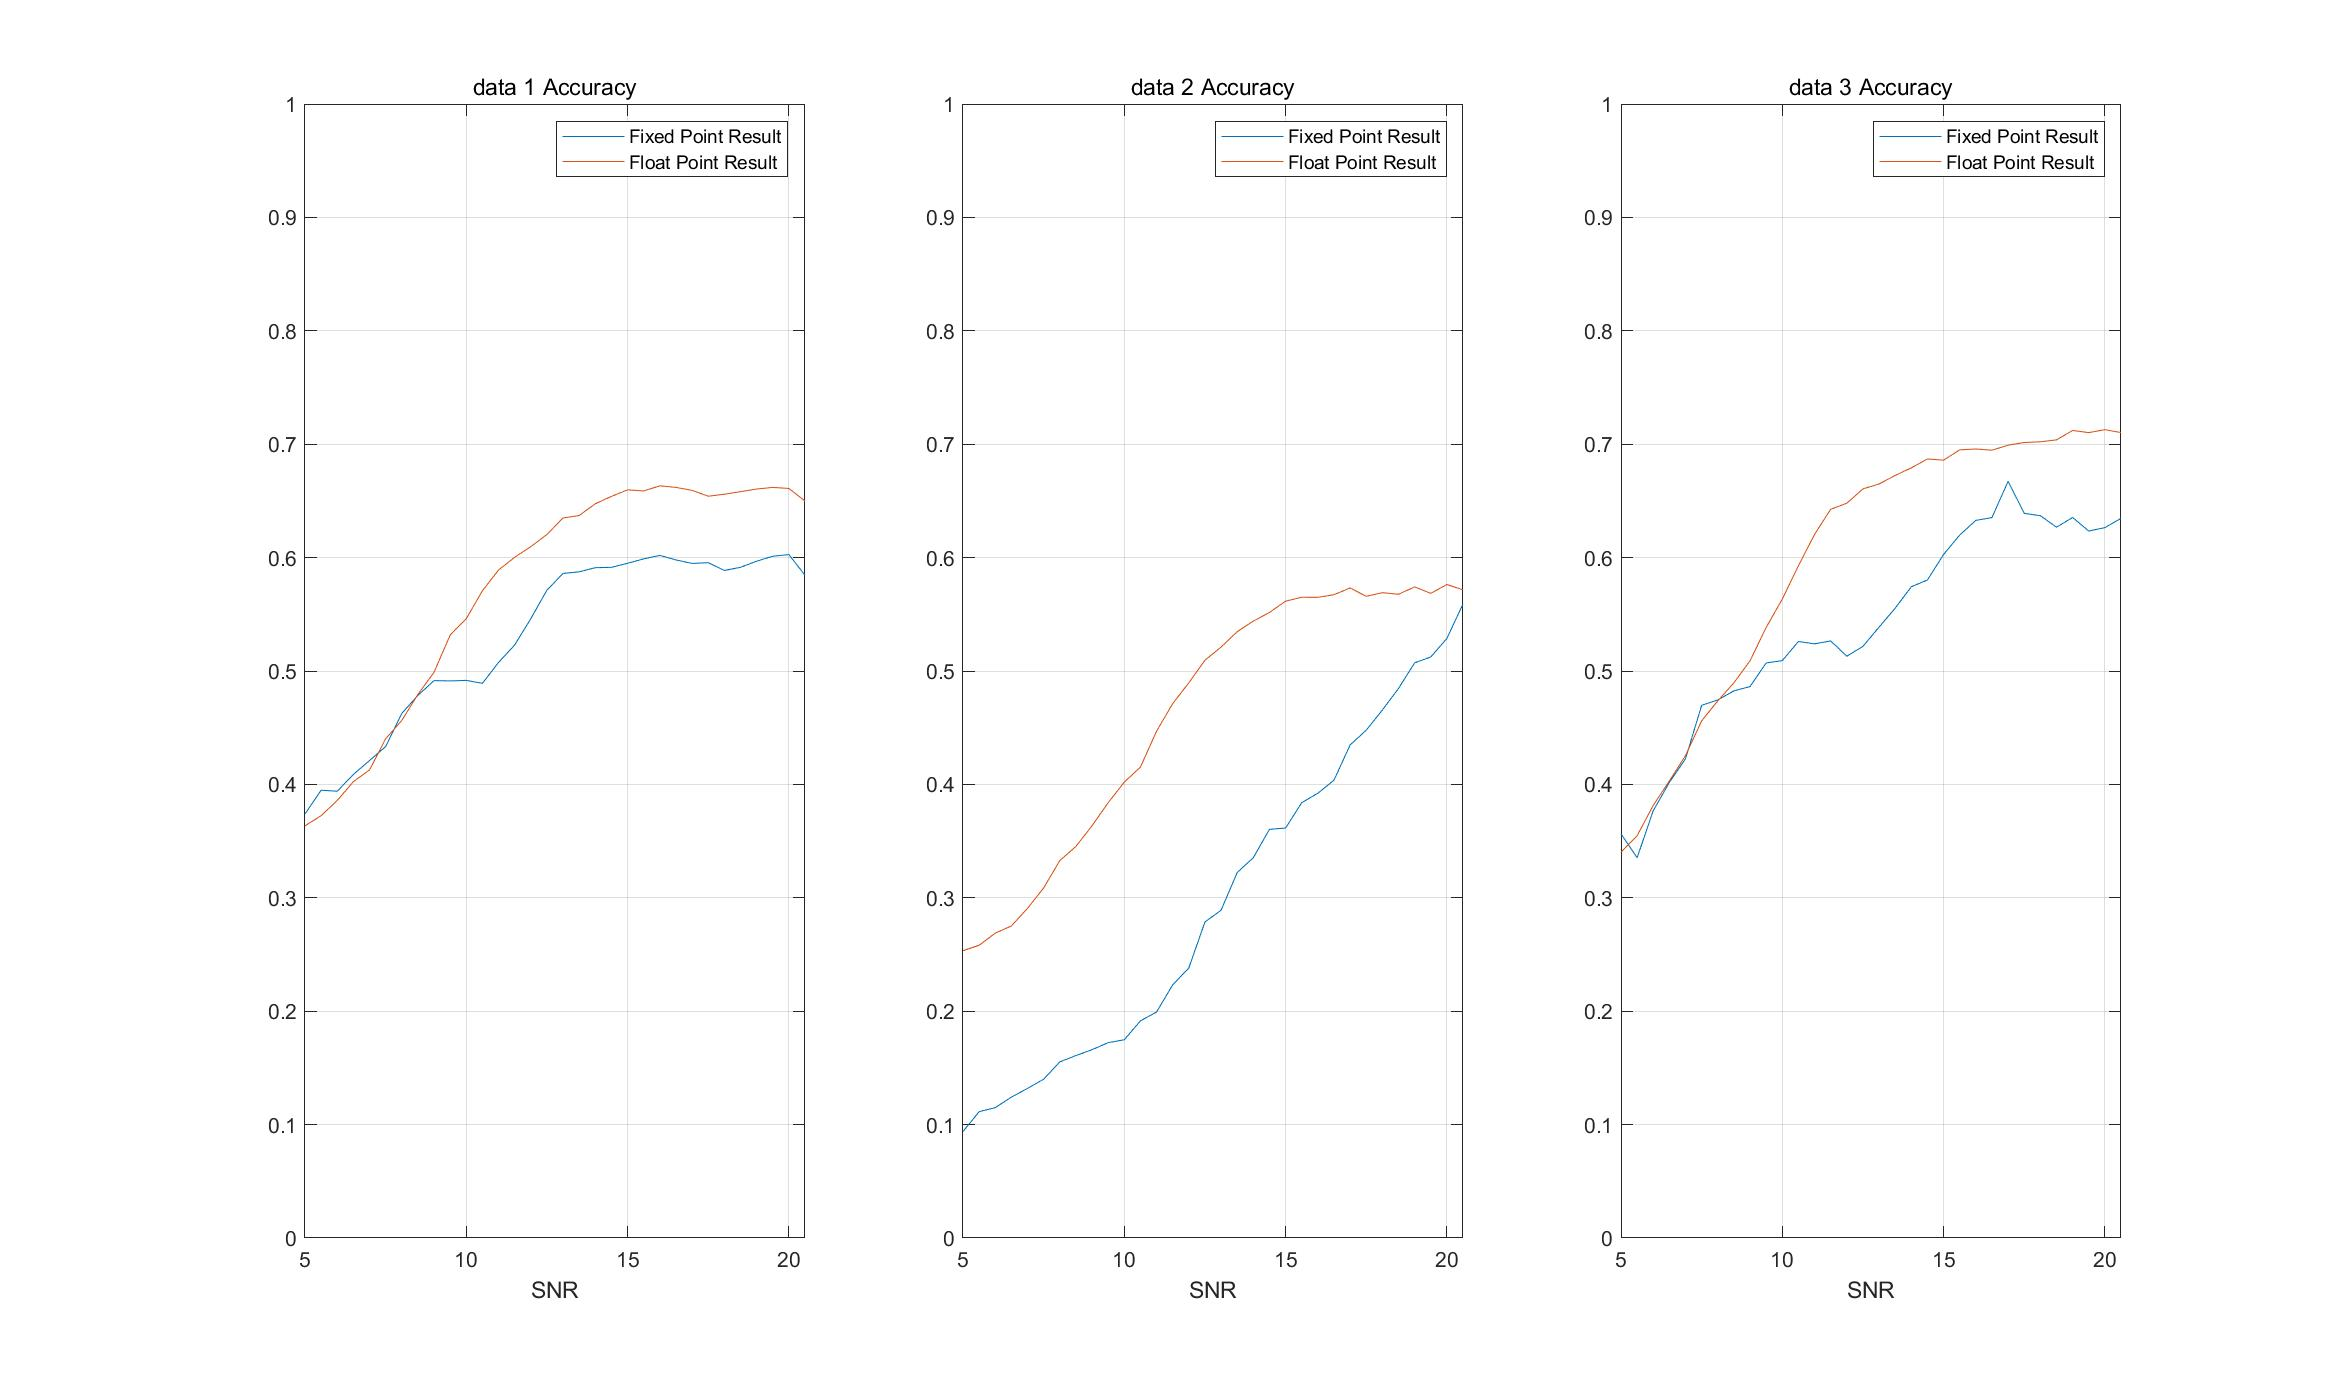 data 1 Accuracy
Fixed Point Result
Float Point Result
1
0.9
0.8
0.7
0.6
0.5
0.4
0.3
0.2
0.1
0
5 10 15 20
SNR
data 2 Accuracy
Fixed Point Result
Float Point Result
1
0.9
0.8
0.7
0.6
0.5
0.4
0.3
0.2
0.1
0
5 10 15 20
SNR
data 3 Accuracy
Fixed Point Result
Float Point Result
1
0.9
0.8
0.7
0.6
0.5
0.4
0.3
0.2
0.1
0
5 10 15 20
SNR